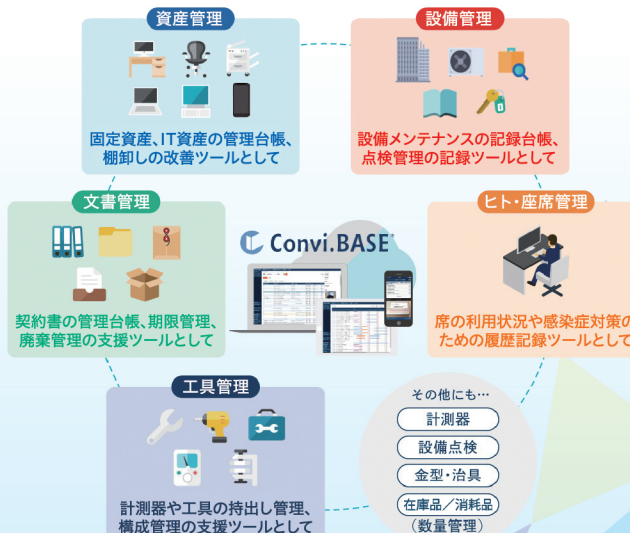 資産管理
固定資産、IT資産の管理台帳、
棚卸しの改善ツールとして
設備管理
設備メンテナンスの記録台帳、
点検管理の記録ツールとして
文書管理
契約書の管理台帳、期限管理、
廃棄管理の支援ツールとして
Convi.BASE
ヒト・座席管理
席の利用状況や感染症対策の
ための履歴記録ツールとして
工具管理
計測器や工具の持出し管理、
構成管理の支援ツールとして
その他にも…
計測器
設備点検
金型・治具
在庫品／消耗品
(数量管理)